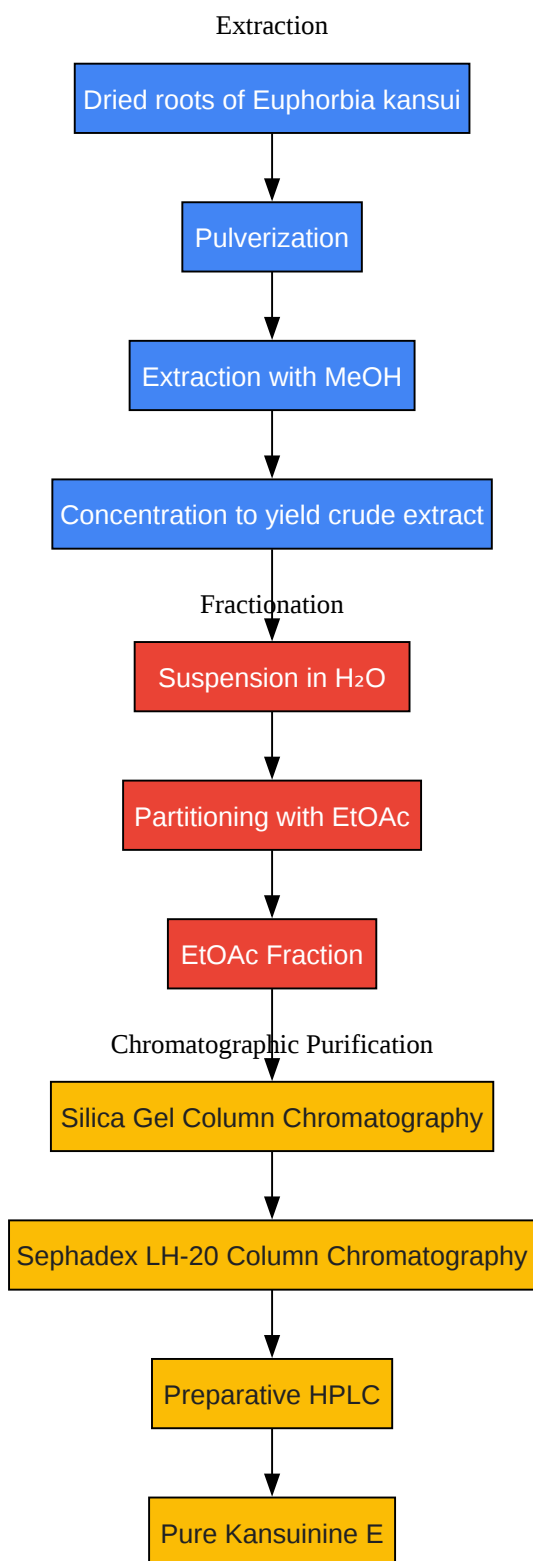 Extraction
Dried roots of Euphorbia kansui
Pulverization
Extraction with MeOH
Concentration to yield crude extract
Fractionation
Suspension in H₂O
Partitioning with EtOAc
EtOAc Fraction
Chromatographic Purification
Silica Gel Column Chromatography
Sephadex LH-20 Column Chromatography
Preparative HPLC
Pure Kansuinine E